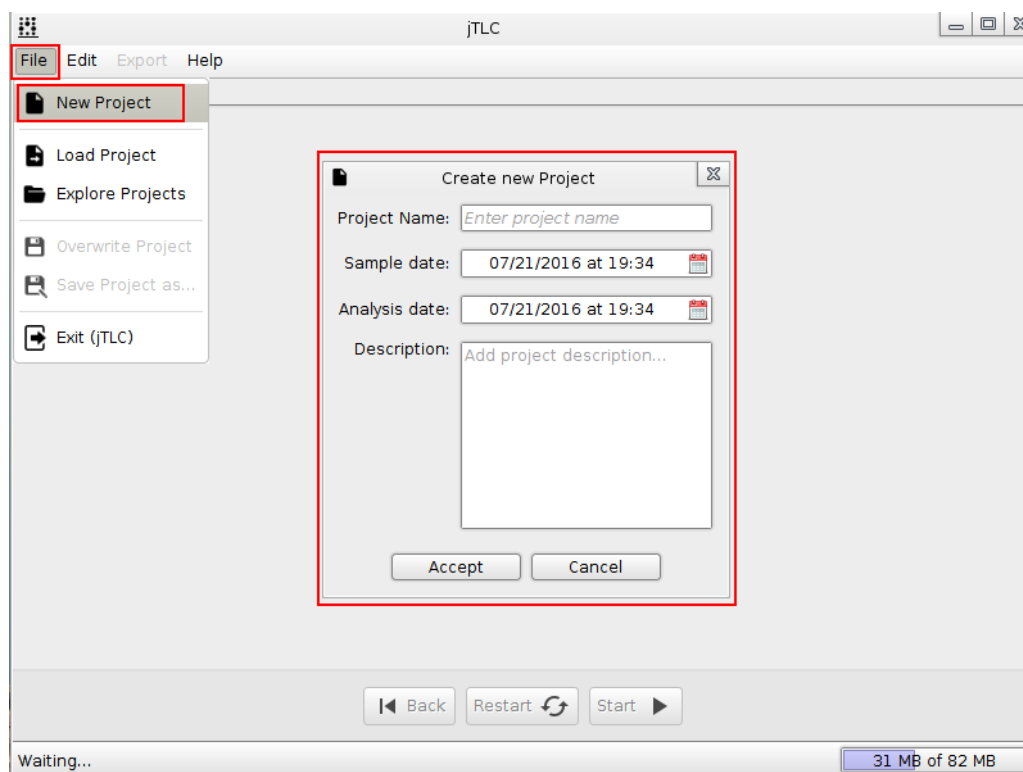 jTLC
File Edit Export Help
New Project
Load Project
Explore Projects
Overwrite Project
Save Project as...
Exit (jTLC)
Create new Project
Project Name: Enter project name
Sample date: 07/21/2016 at 19:34
Analysis date: 07/21/2016 at 19:34
Description: Add project description...
Accept Cancel
Back Restart Start
Waiting... 31 MB of 82 MB